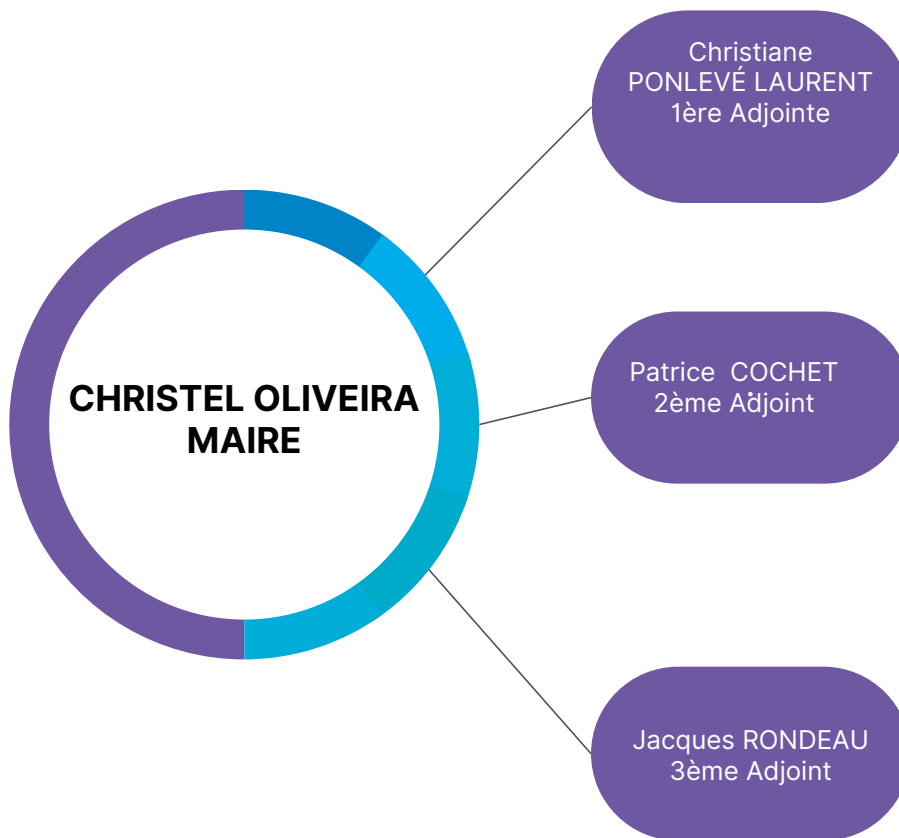 Christiane
PONLEVÉ LAURENT
1ère Adjointe
CHRISTEL OLIVEIRA
MAIRE
Patrice COCHET
2ème Adjoint
Jacques RONDEAU
3ème Adjoint